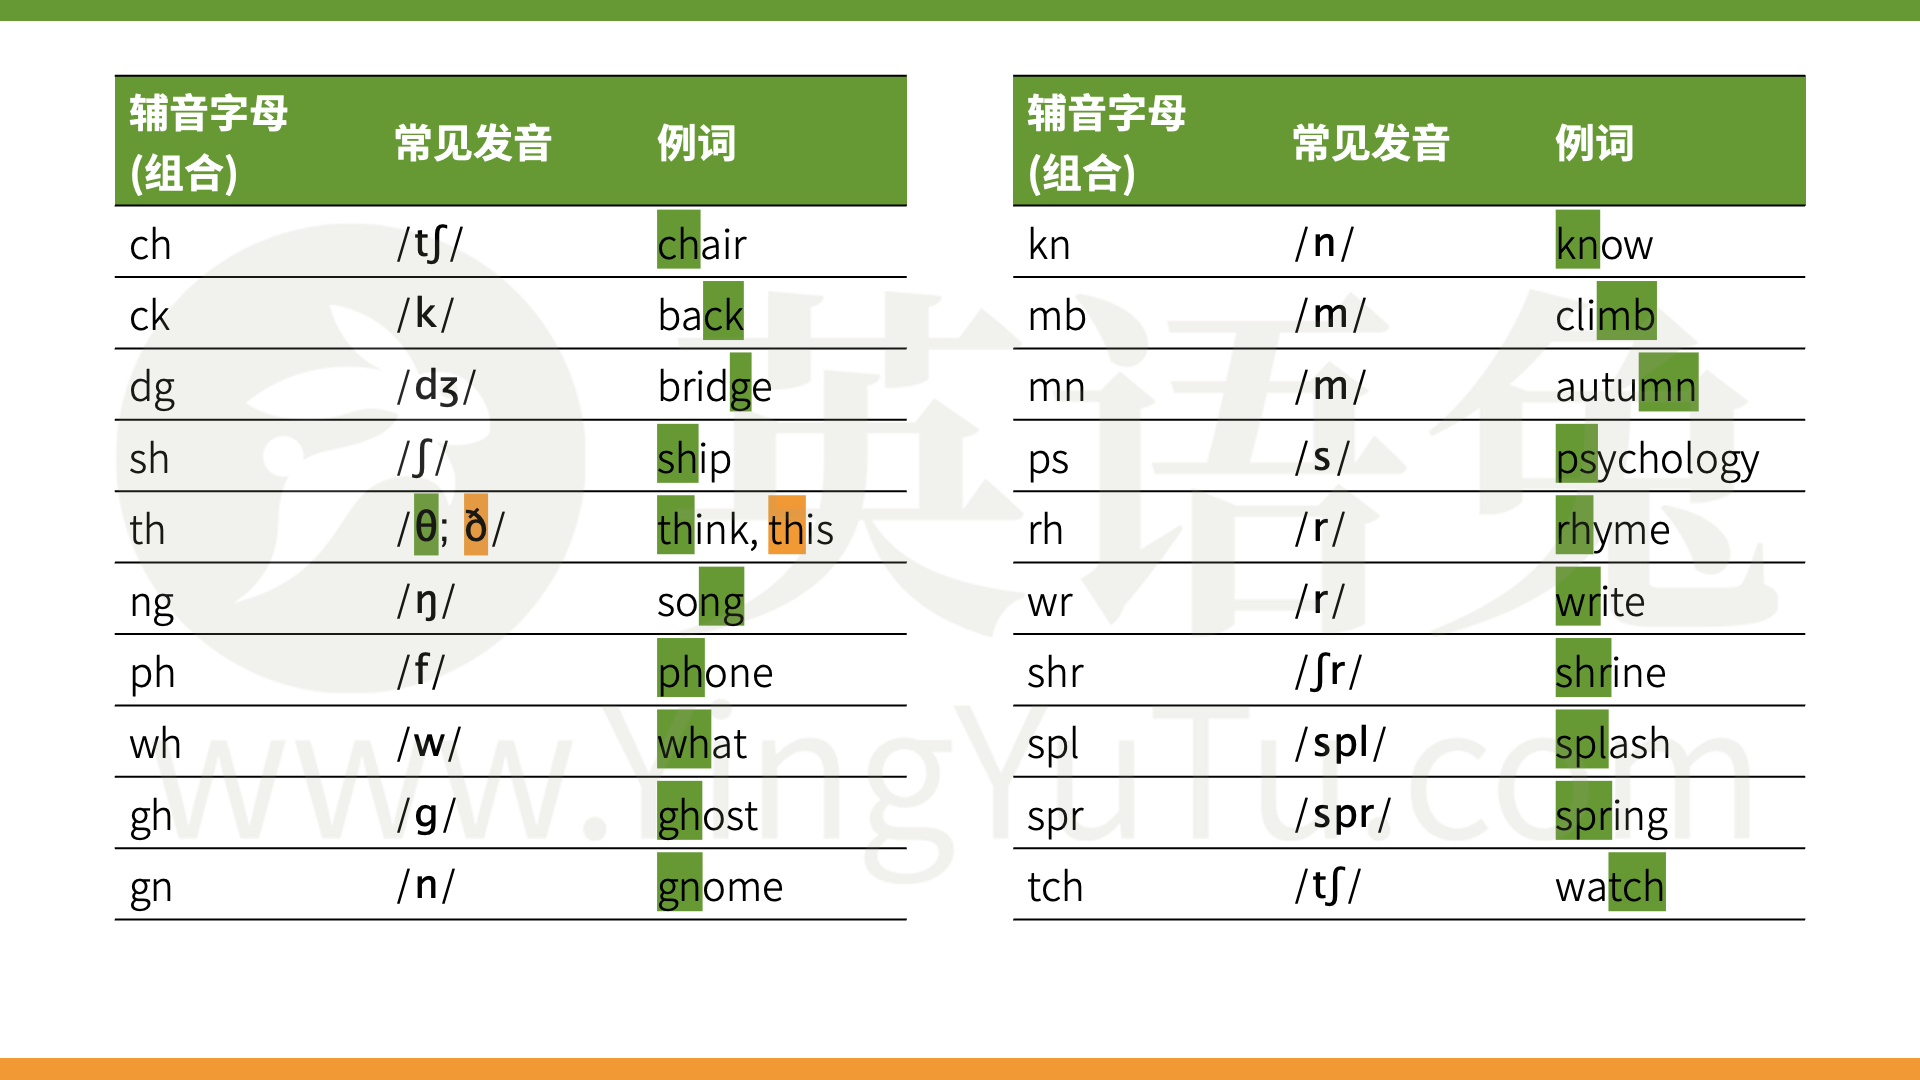 辅音字母
(组合) 常见发音 例词
ch /tʃ/ chair
ck /k/ back
dg /dʒ/ bridge
sh /ʃ/ ship
th /θ; ð/ think, this
ng /ŋ/ song
ph /f/ phone
wh /w/ what
gh /g/ ghost
gn /n/ gnome
辅音字母
(组合) 常见发音 例词
kn /n/ know
mb /m/ climb
mn /m/ autumn
ps /s/ psychology
rh /r/ rhyme
wr /r/ write
shr /ʃr/ shrine
spl /spl/ splash
spr /spr/ spring
tch /tʃ/ watch
英语兔
www.YingYuTu.com